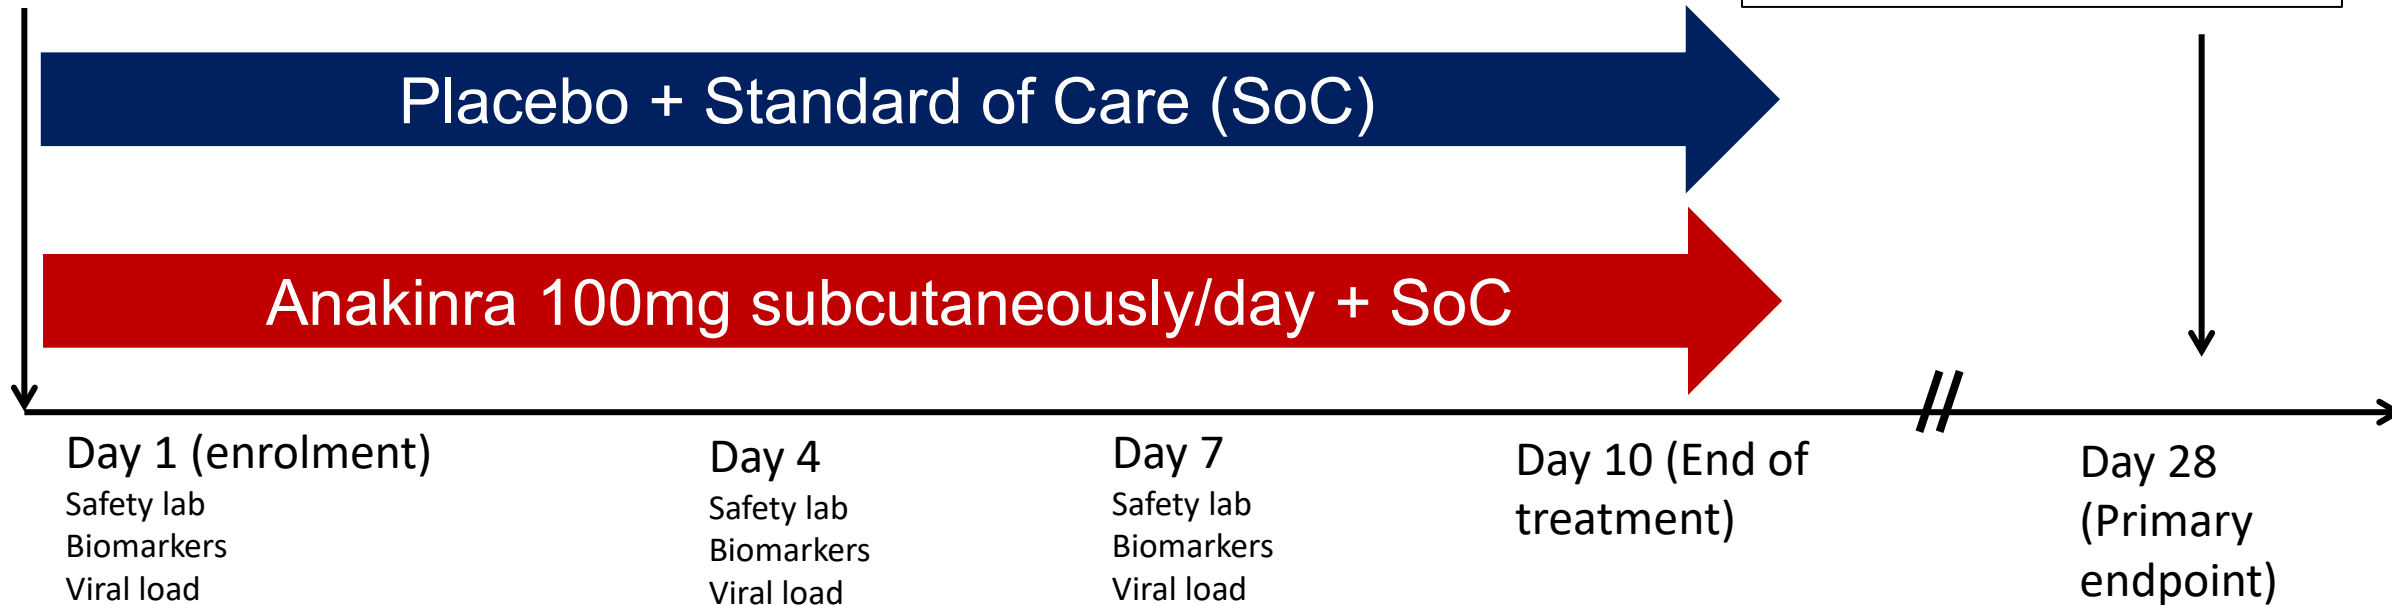 Placebo + Standard of Care (SoC)
Anakinra 100mg subcutaneously/day + SoC
Day 1 (enrolment)
Safety lab
Biomarkers
Viral load
Day 4
Safety lab
Biomarkers
Viral load
Day 7
Safety lab
Biomarkers
Viral load
Day 10 (End of
treatment)
Day 28
(Primary
endpoint)